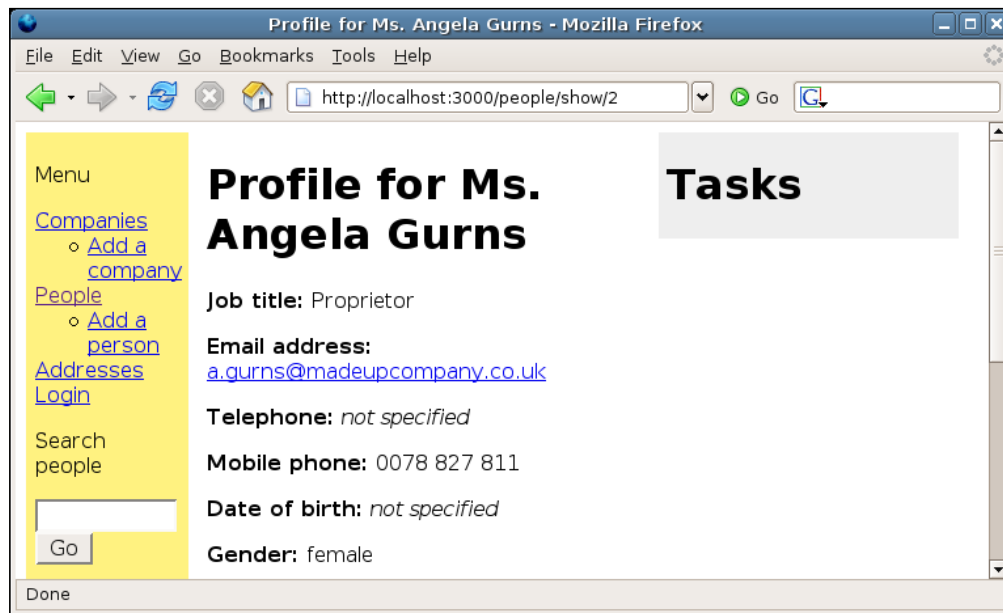 Profile for Ms. Angela Gurns - Mozilla Firefox
File Edit View Go Bookmarks Tools Help
http://localhost:3000/people/show/2 Go G
Menu
Companies
Add a
company
People
Add a
person
Addresses
Login
Search
people
Go
Profile for Ms.
Angela Gurns
Job title: Proprietor
Email address:
a.gurns@madeupcompany.co.uk
Telephone: not specified
Mobile phone: 0078 827 811
Date of birth: not specified
Gender: female
Tasks
Done